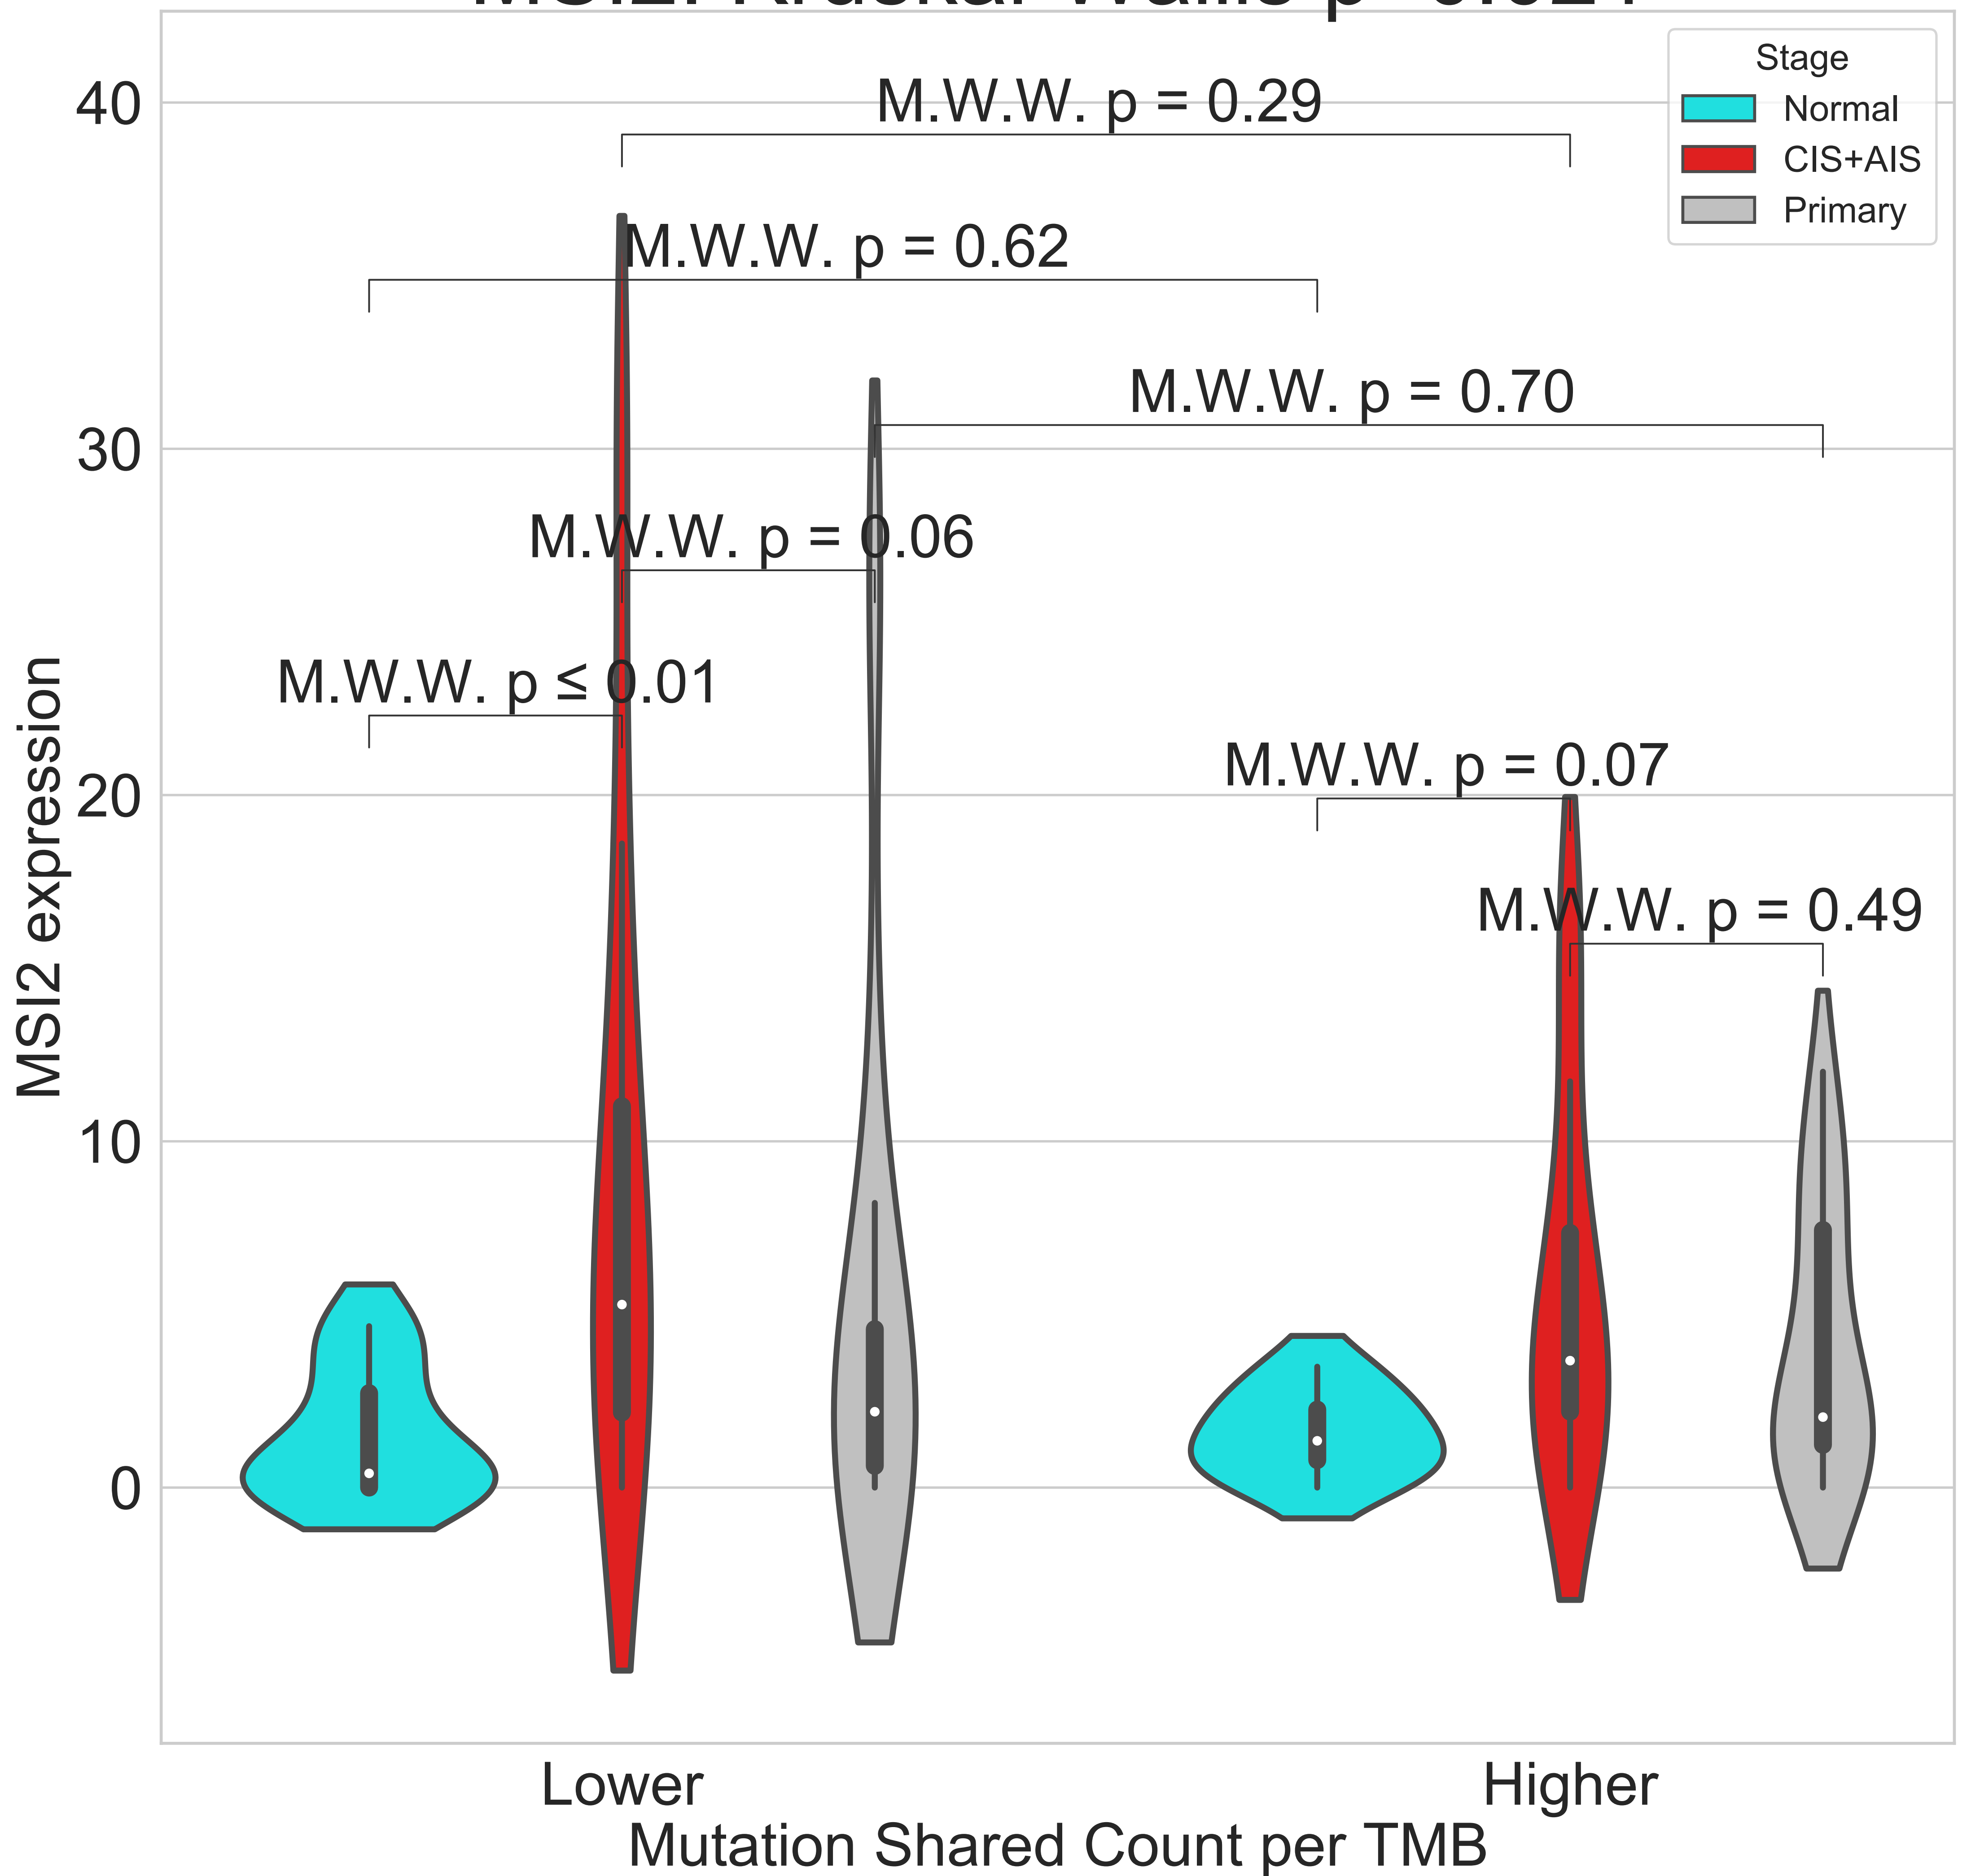 Stage
Normal
CIS+AIS
Primary
M.W.W. p = 0.29
M.W.W. p = 0.62
M.W.W. p = 0.70
M.W.W. p = 0.06
M.W.W. p ≤ 0.01
M.W.W. p = 0.07
M.W.W. p = 0.49
40
30
20
10
0
MSI2 expression
Lower
Higher
Mutation Shared Count per TMB